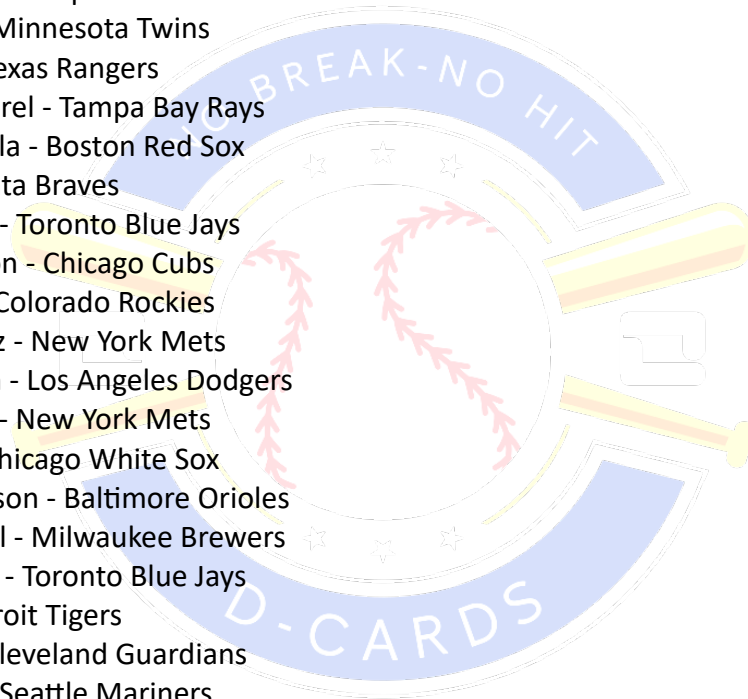 Minnesota Twins
exas Rangers
rel - Tampa Bay Rays
la - Boston Red Sox
ta Braves
- Toronto Blue Jays
on - Chicago Cubs
Colorado Rockies
z - New York Mets
- Los Angeles Dodgers
- New York Mets
hicago White Sox
son - Baltimore Orioles
l - Milwaukee Brewers
- Toronto Blue Jays
roit Tigers
leveland Guardians
Seattle Mariners
NO BREAK-NO HIT
D-CARDS